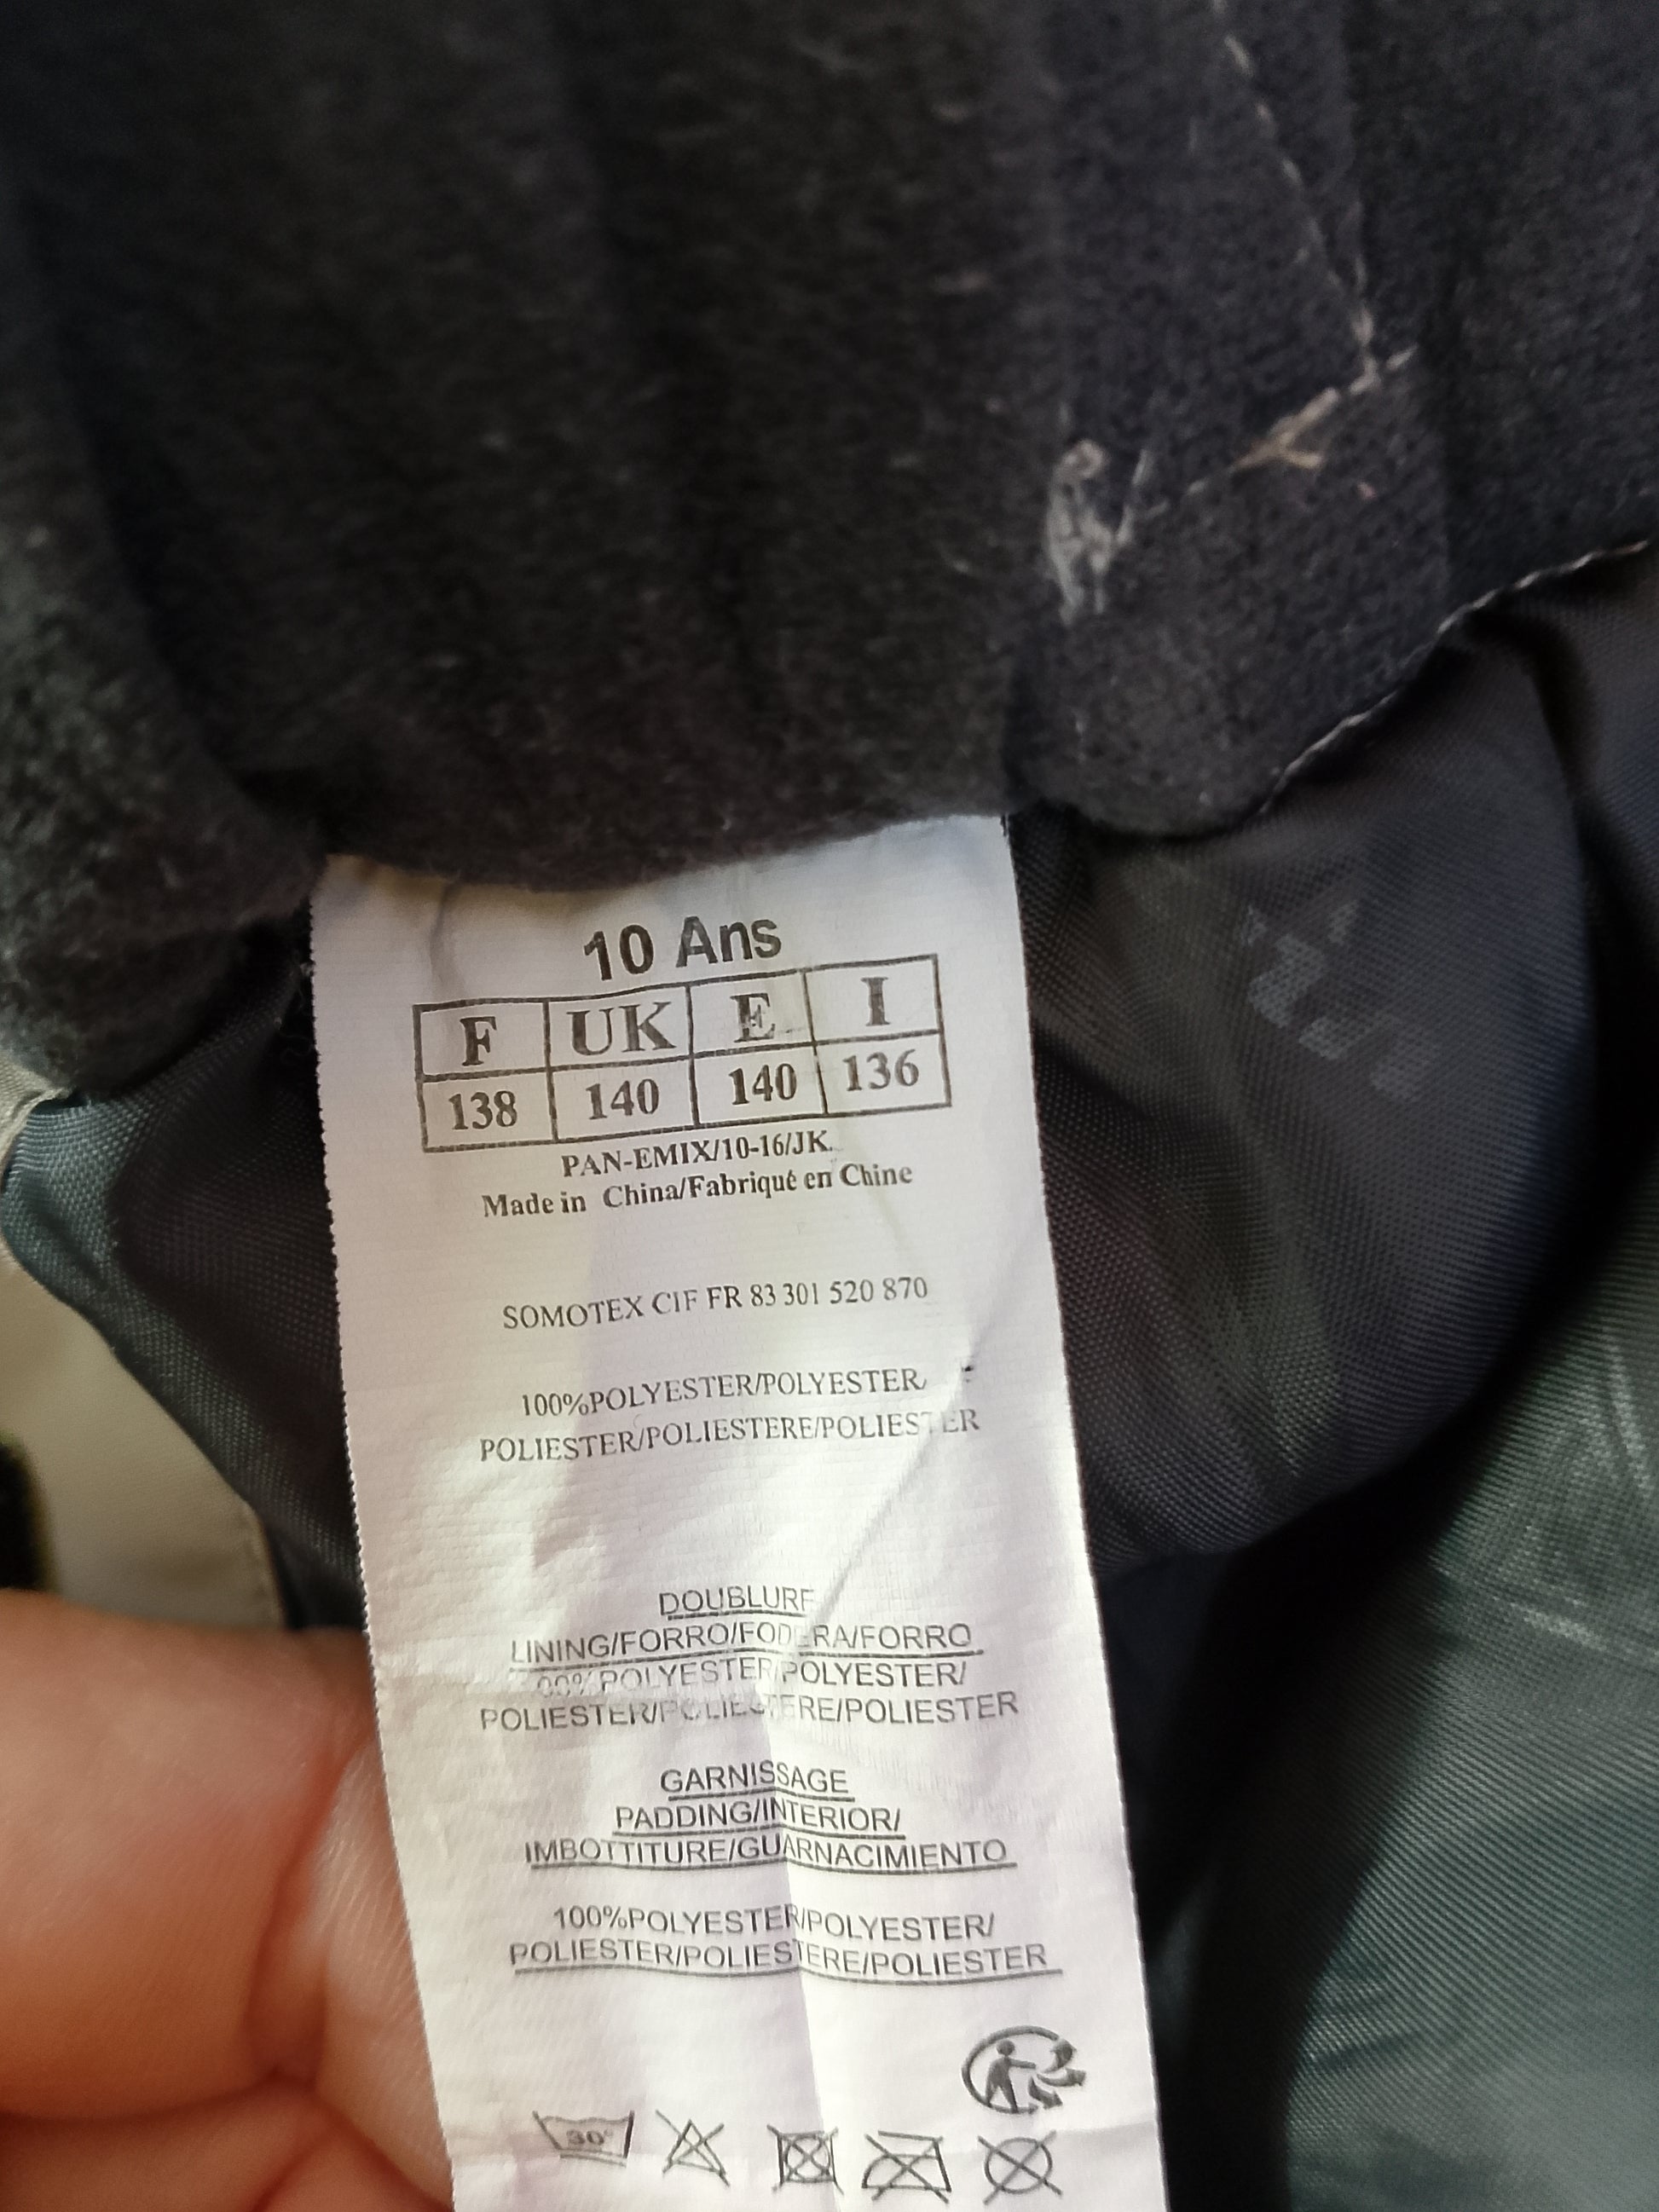 10 Ans
F UK E I
138 140 140 136
PAN-EMIX/10-16/JK
Made in China/Fabriqué en Chine
SOMOTEX CIF FR 83 301 520 870
100%POLYESTER/POLYESTER/
POLIESTER/POLIESTERE/POLIESTER
DOUBLURE
LINING/FORRO/FODERA/FORRO
100%POLYESTER/POLYESTER/
POLIESTER/POLIESTERE/POLIESTER
GARNISSAGE
PADDING/INTERIOR/
IMBOTTITURE/GUARNACIMIENTO
100%POLYESTER/POLYESTER/
POLIESTER/POLIESTERE/POLIESTER
30°